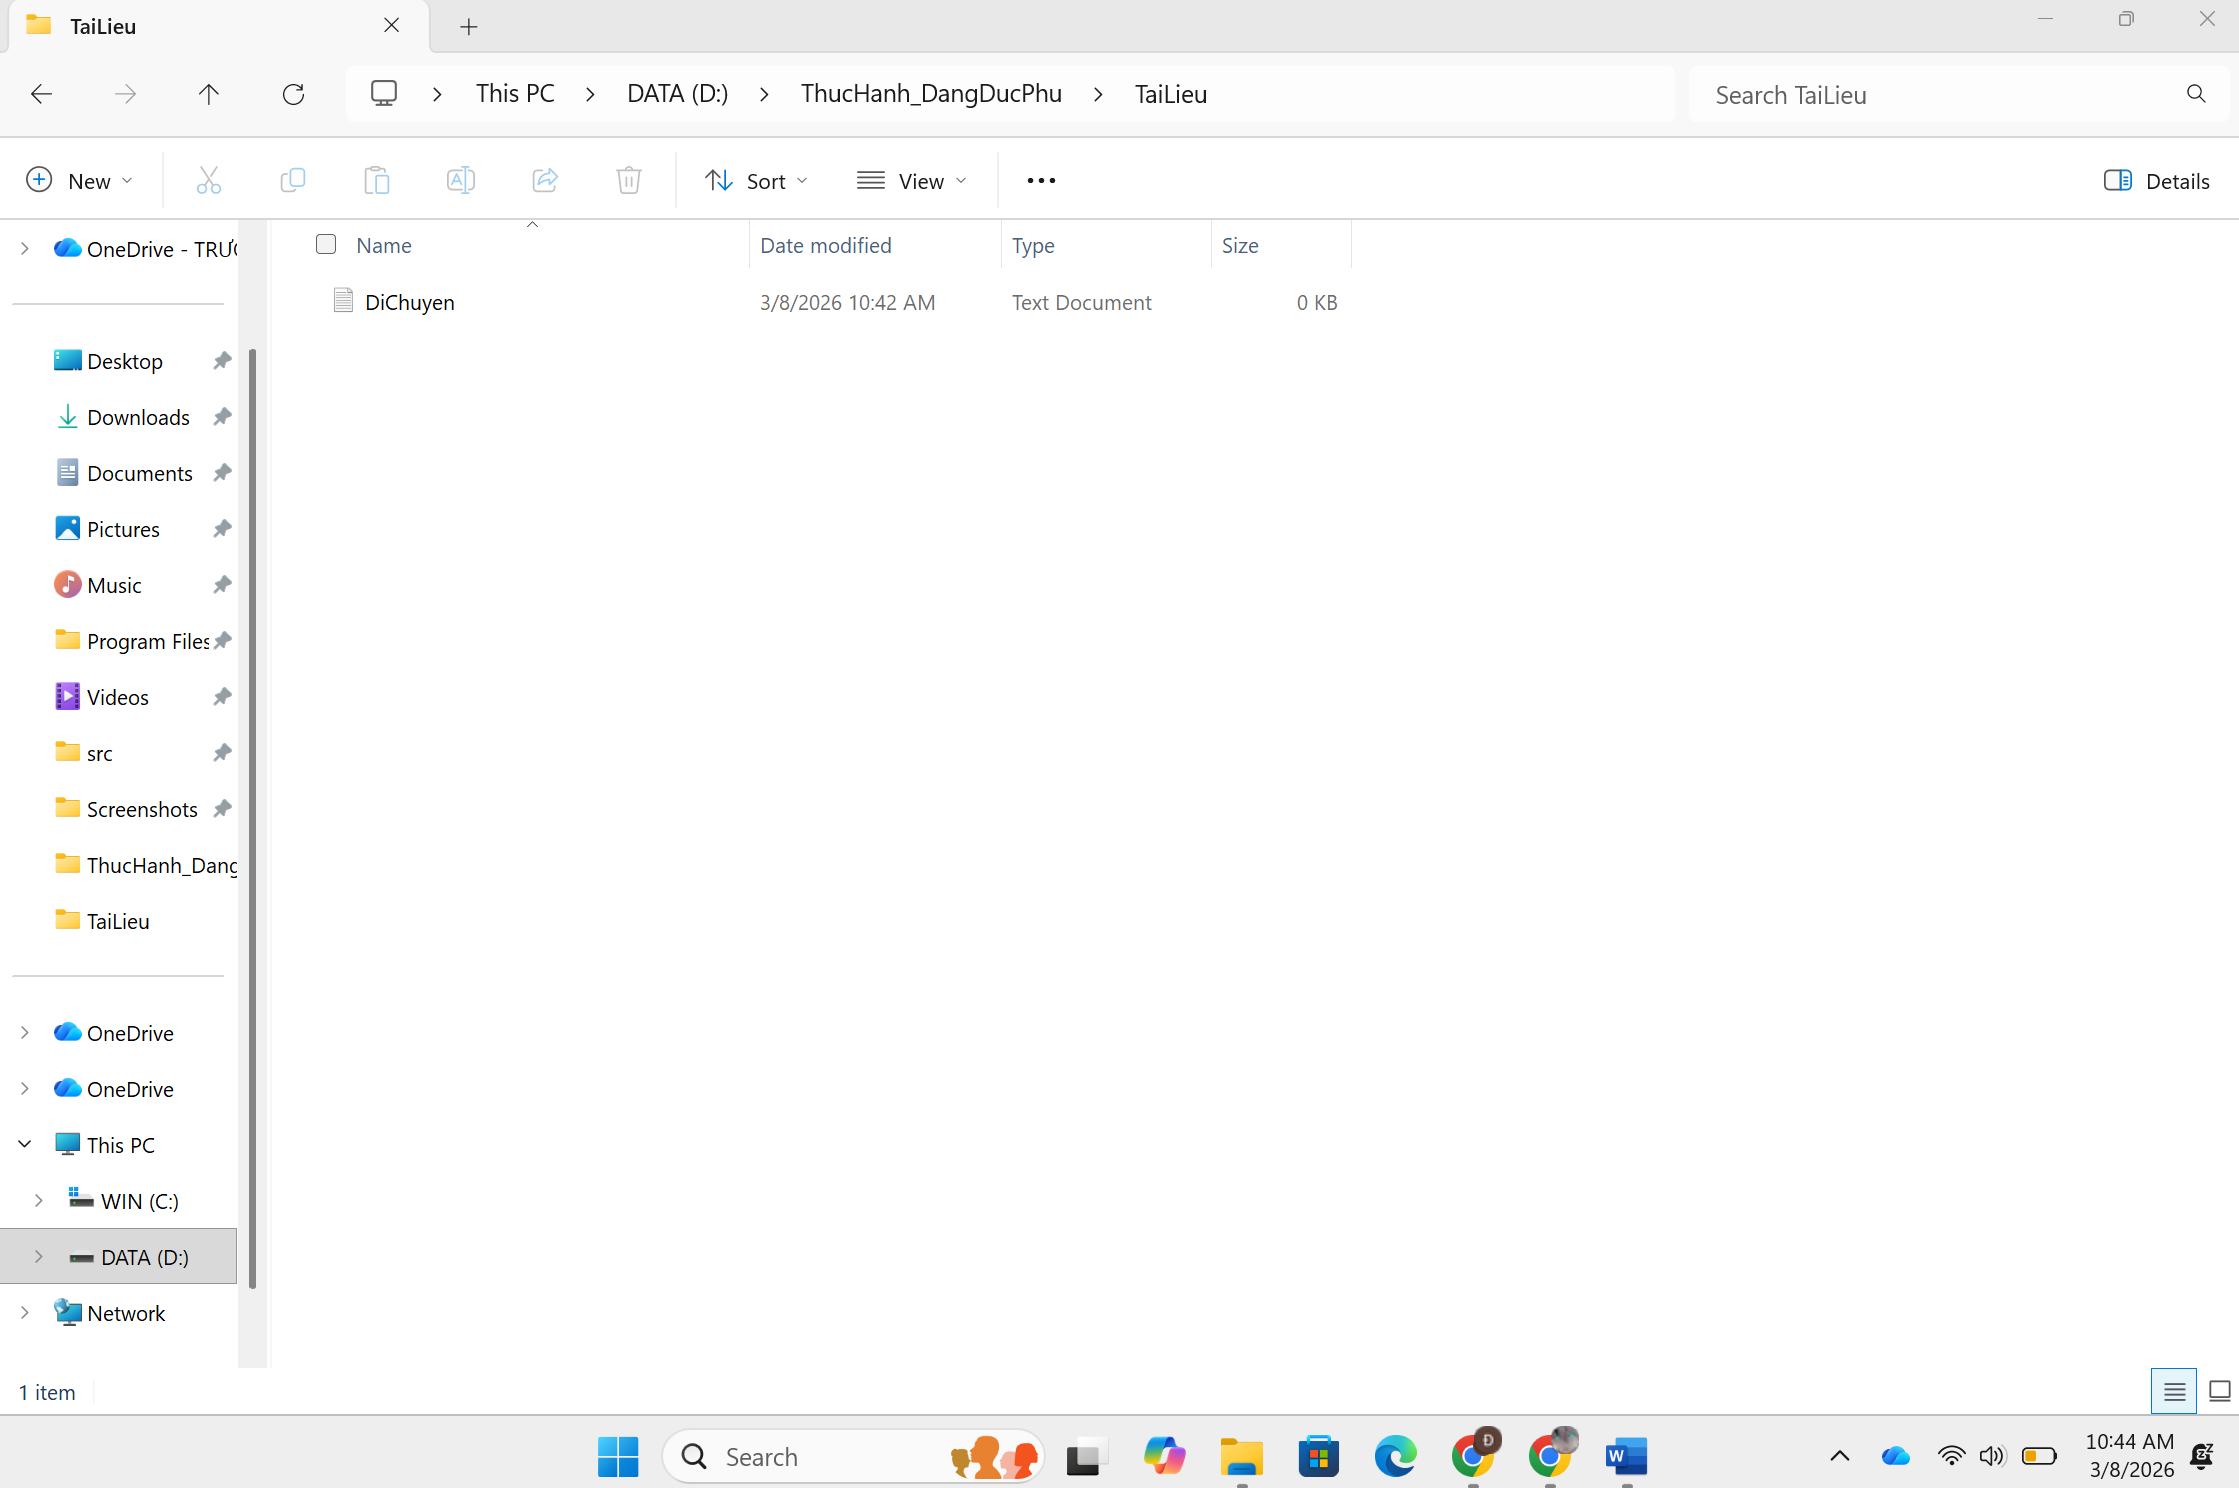 TaiLieu
This PC > DATA (D:) > ThucHanh_DangDucPhu > TaiLieu
Search TaiLieu
New
Sort
View
Details
Name Date modified Type Size
DiChuyen 3/8/2026 10:42 AM Text Document 0 KB
OneDrive - TRƯ
Desktop
Downloads
Documents
Pictures
Music
Program Files
Videos
src
Screenshots
ThucHanh_Dang
TaiLieu
OneDrive
OneDrive
This PC
WIN (C:)
DATA (D:)
Network
1 item
Search
Đ
W
10:44 AM
3/8/2026